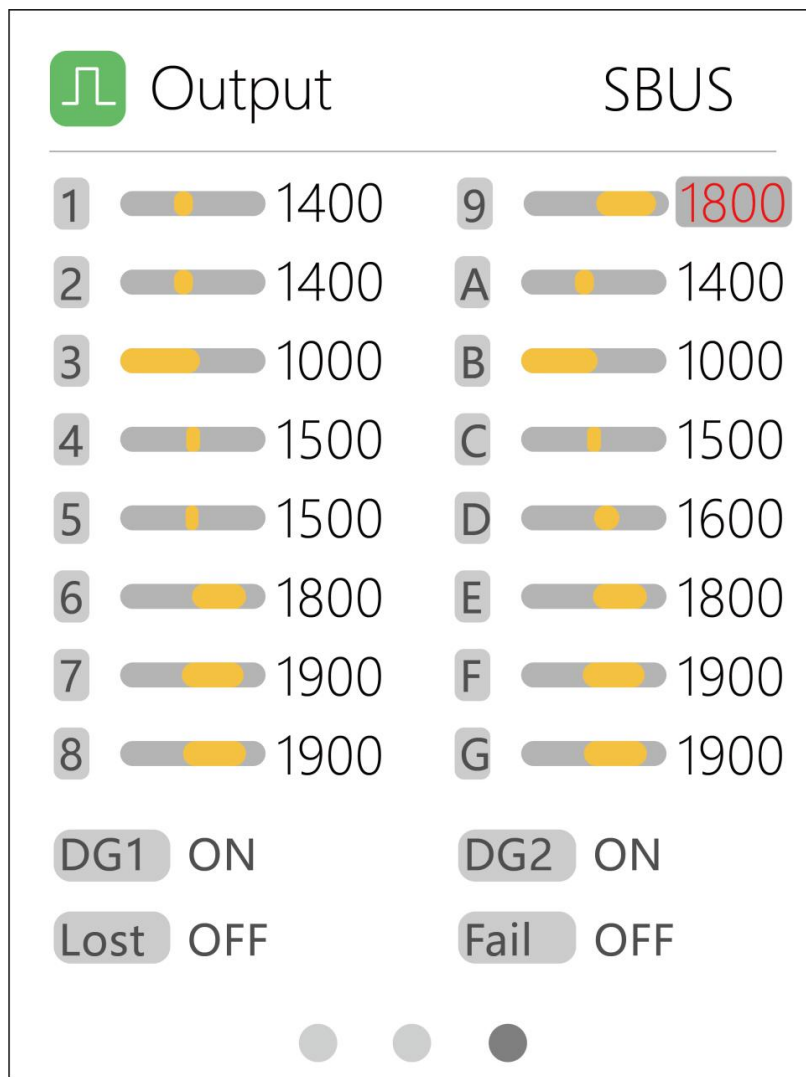 Output SBUS
1 1400 9 1800
2 1400 A 1400
3 1000 B 1000
4 1500 C 1500
5 1500 D 1600
6 1800 E 1800
7 1900 F 1900
8 1900 G 1900
DG1 ON DG2 ON
Lost OFF Fail OFF